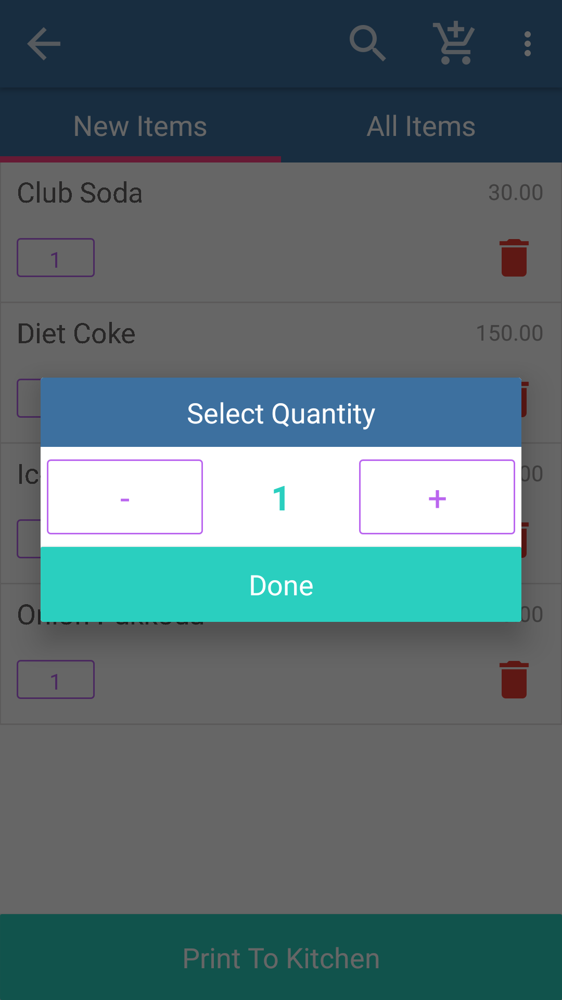 New Items All Items
Club Soda 30.00
1
Diet Coke 150.00
Select Quantity
- 1 +
Done
1
Print To Kitchen